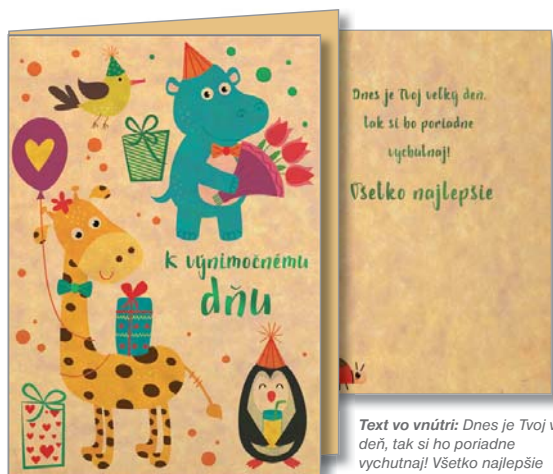 K výnimočnému
dňu
Dnes je Tvoj veľký deň,
tak si ho poriadne
vychutnaj!
Všetko najlepšie
Text vo vnútri: Dnes je Tvoj v
deň, tak si ho poriadne
vychutnaj! Všetko najlepšie